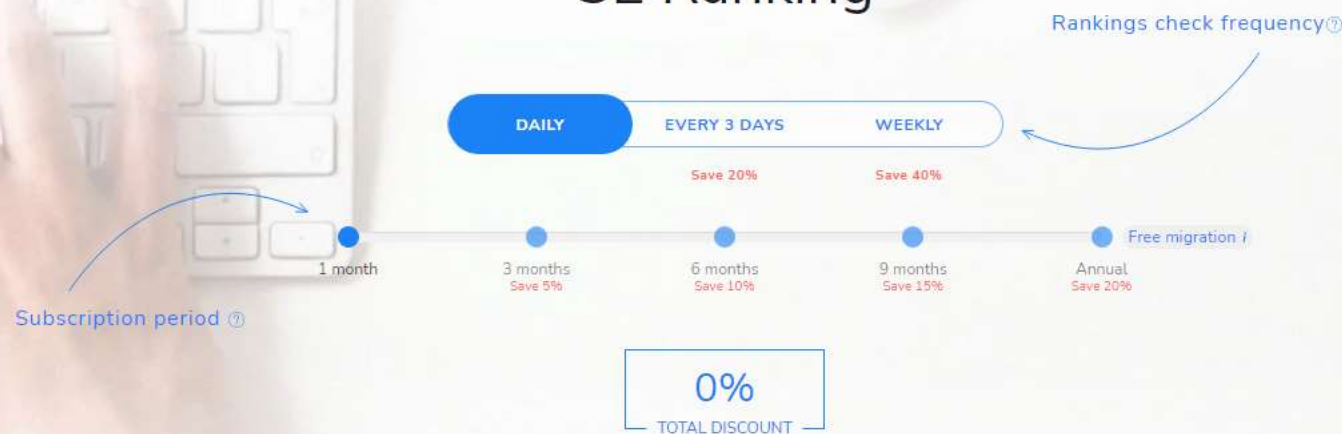 Ranking
Rankings check frequency ?
DAILY
EVERY 3 DAYS
WEEKLY
Save 20%
Save 40%
Free migration i
1 month
3 months
6 months
9 months
Annual
Save 5%
Save 10%
Save 15%
Save 20%
Subscription period ?
0%
TOTAL DISCOUNT